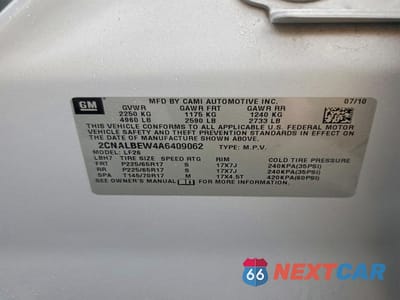 GM
MFD BY CAMI AUTOMOTIVE INC. 07/10
GVWR GAWR FRT GAWR RR
2250 KG 1175 KG 1240 KG
4960 LB 2590 LB 2733 LB
THIS VEHICLE CONFORMS TO ALL APPLICABLE U.S. FEDERAL MOTOR
VEHICLE SAFETY, BUMPER, AND THEFT PREVENTION STANDARDS IN EFFECT ON
THE DATE OF MANUFACTURE SHOWN ABOVE.
2CNALBEW4A6409062 TYPE: M.P.V.
MODEL: LF26
LBH7 TIRE SIZE SPEED RTG RIM COLD TIRE PRESSURE
FRT P225/65R17 S 17X7J 240KPA(35PSI)
RR P225/65R17 S 17X7J 240KPA(35PSI)
SPA T145/70R17 M 17X4.5T 420KPA(60PSI)
SEE OWNER'S MANUAL FOR MORE INFORMATION.
66 NEXTCAR